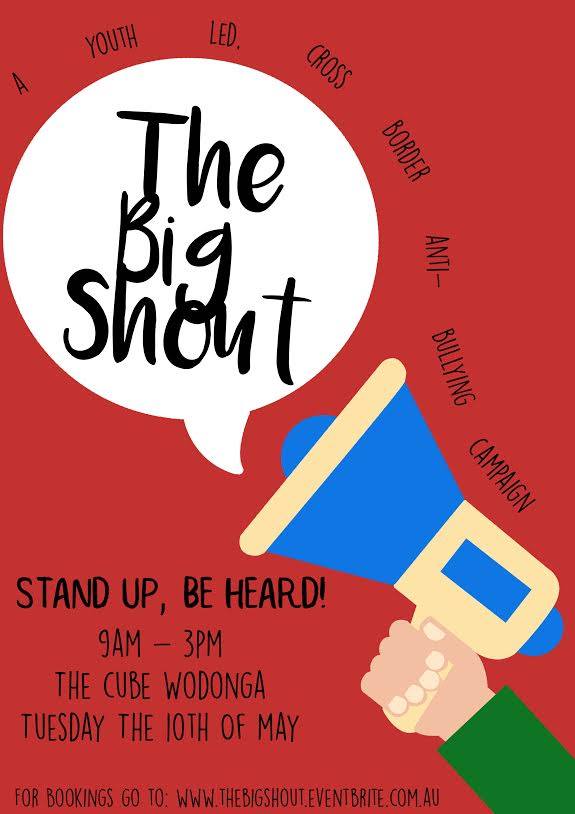 A YOUTH LED, CROSS BORDER ANTI- BULLYING CAMPAIGN
The
Big
Shout
STAND UP, BE HEARD!
9AM – 3PM
THE CUBE WODONGA
TUESDAY THE 10TH OF MAY
FOR BOOKINGS GO TO: WWW.THEBIGSHOUT.EVENTBRITE.COM.AU